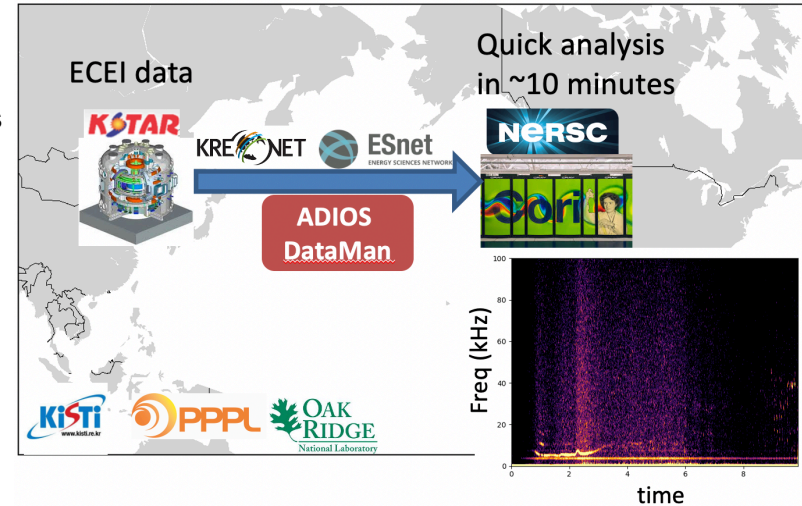 ECEI data
Quick analysis
in ~10 minutes
s
KSTAR
KREONET
ESnet
ENERGY SCIENCES NETWORK
NERSC
Cori
ADIOS
DataMan
KiSTi
www.kisti.re.kr
PPPL
OAK
RIDGE
National Laboratory
Freq (kHz)
100
80
60
40
20
0
0 2 4 6 8
time